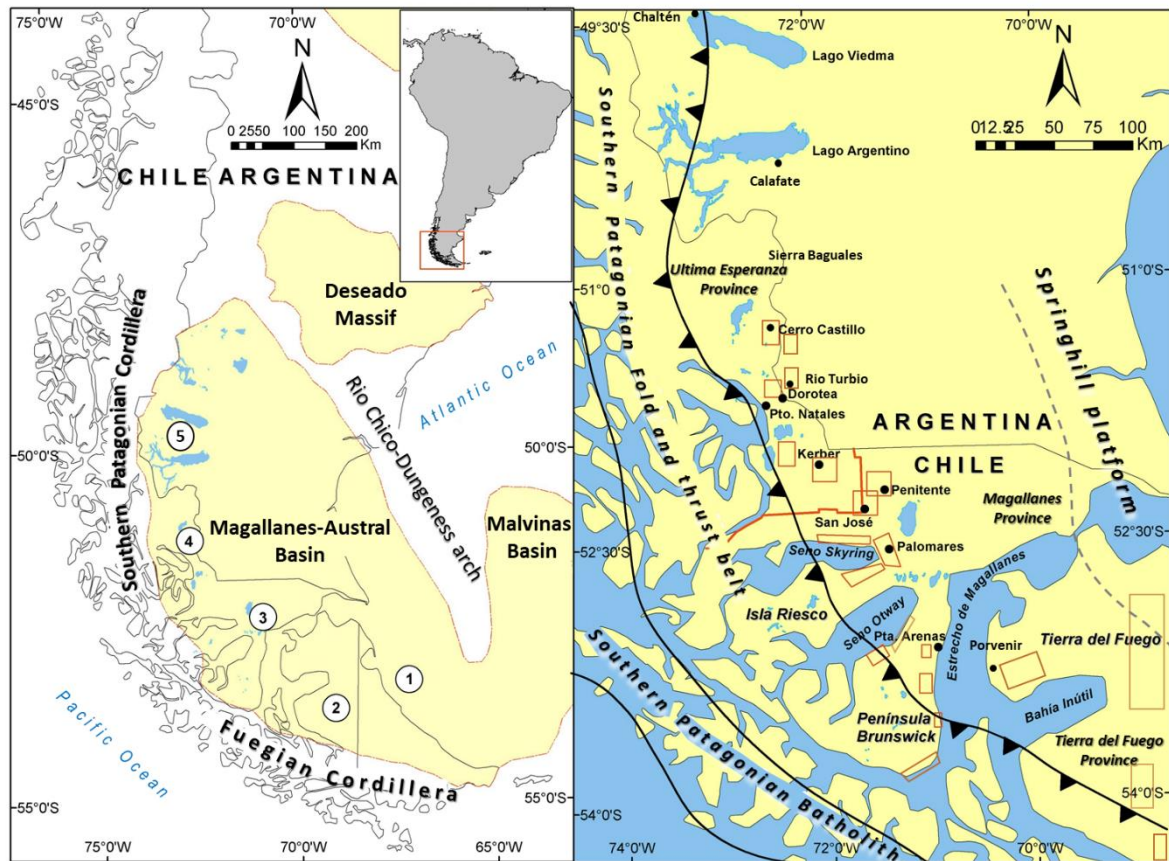 75°0'W
70°0'W
N
45°0'S
0 2550 100 150 200
Km
CHILE ARGENTINA
Deseado
Massif
Southern Patagonian Cordillera
Atlantic Ocean
Rio Chico-Dungeness arch
5
50°0'S
Magallanes-Austral
Basin
Malvinas
Basin
4
3
1
2
Pacific Ocean
Fuegian Cordillera
55°0'S
55°0'S
75°0'W
70°0'W
65°0'W
72°0'W
70°0'W
49°30'S
Chaltén
Lago Viedma
N
012.525 50 75 100
Km
Lago Argentino
Calafate
Southern Patagonian Fold and thrust belt
Sierra Baguales
Ultima Esperanza
Province
51°0'S
51°0'
Springhill platform
Cerro Castillo
Rio Turbio
Dorotea
Pto. Natales
ARGENTINA
50°0'S
Kerber
CHILE
Penitente
Magallanes
Province
San José
52°30'S
52°30'S
Seno Skyring
Palomares
Isla Riesco
Seno Otway
Estrecho de Magallanes
Pta. Arenas
Porvenir
Tierra del Fuego
Southern Patagonian Batholith
Península
Brunswick
Bahía Inútil
Tierra del Fuego
Province
54°0'S
54°0'S
74°0'W
72°0'W
70°0'W